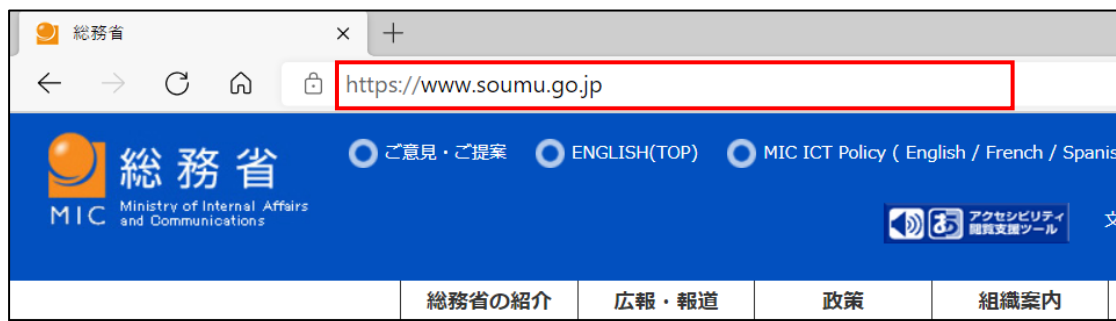 総務省
https://www.soumu.go.jp
ご意見・ご提案 ENGLISH(TOP) MIC ICT Policy ( English / French / Spanis
総務省
MIC Ministry of Internal Affairs
and Communications
あ アクセシビリティ
閲覧支援ツール
文
総務省の紹介 広報・報道 政策 組織案内